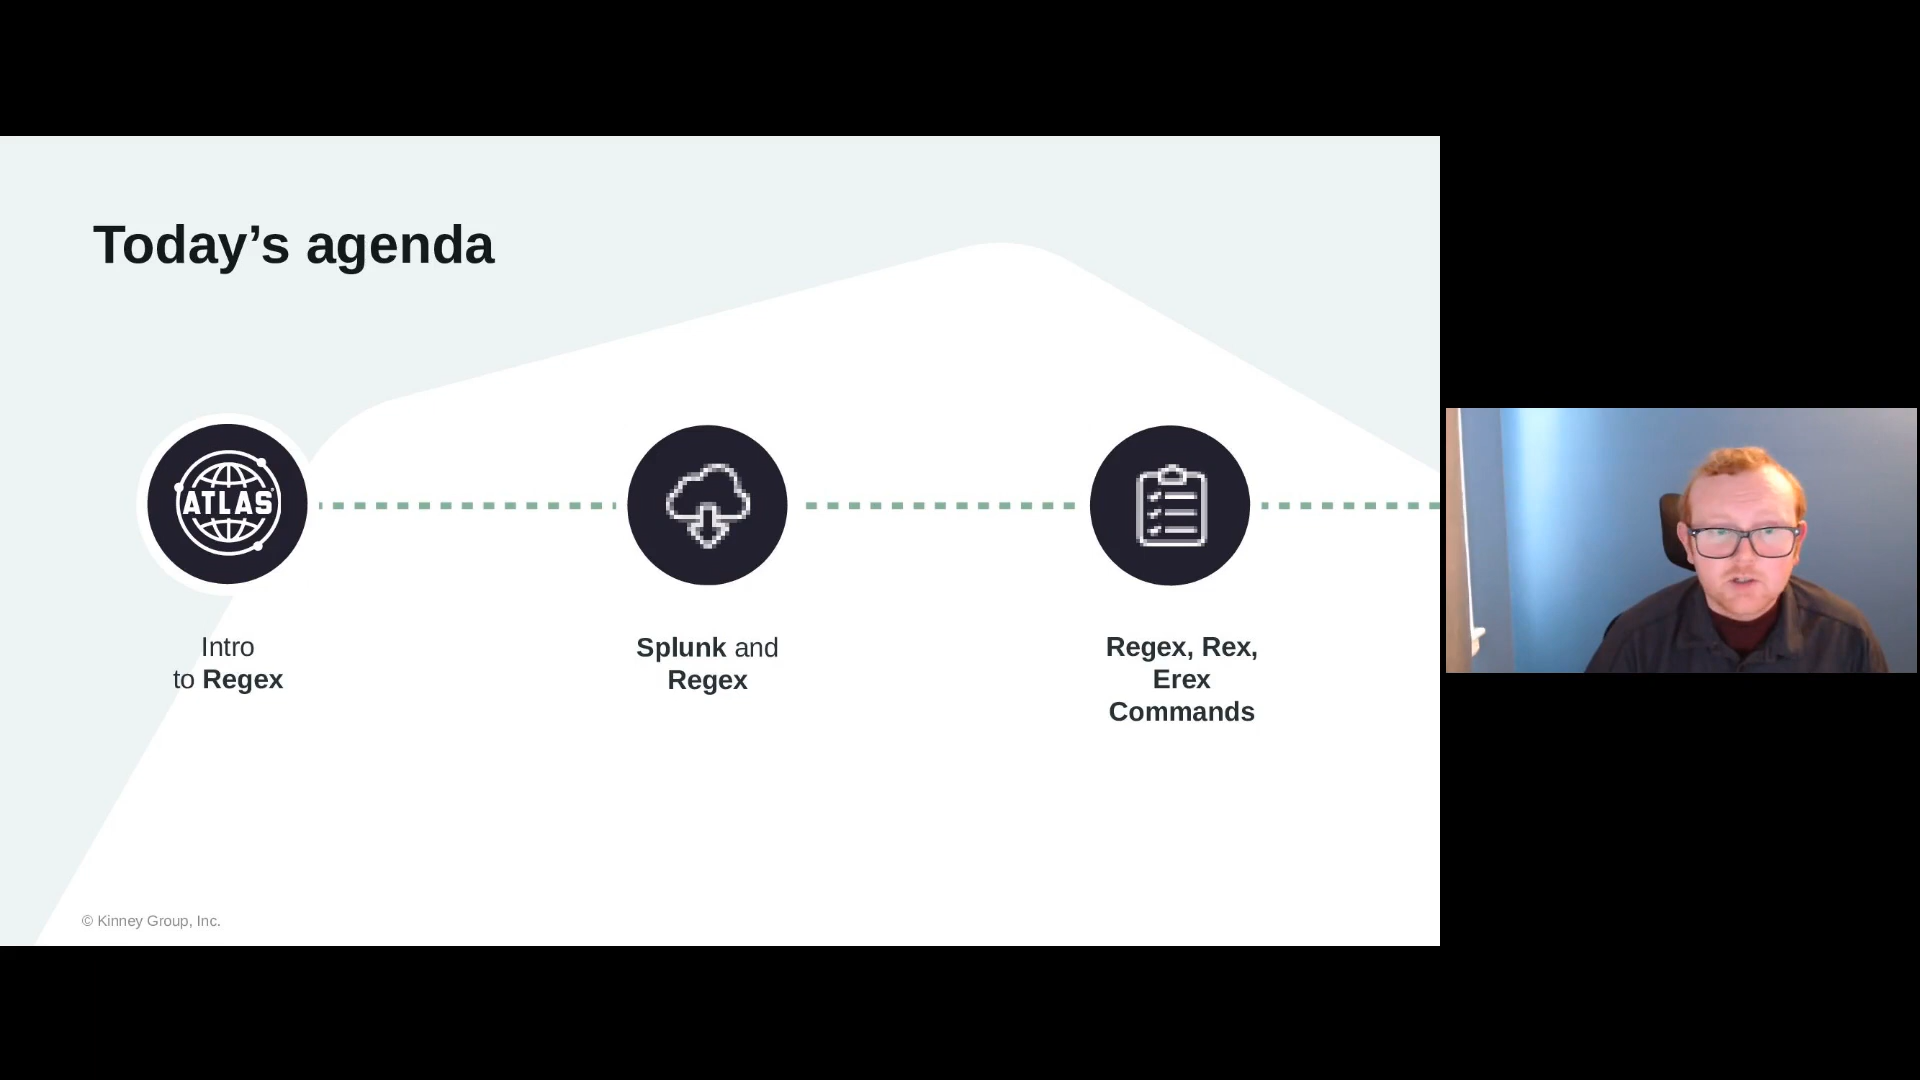 Today’s agenda
ATLAS
Intro
to Regex
Splunk and
Regex
Regex, Rex,
Erex
Commands
© Kinney Group, Inc.